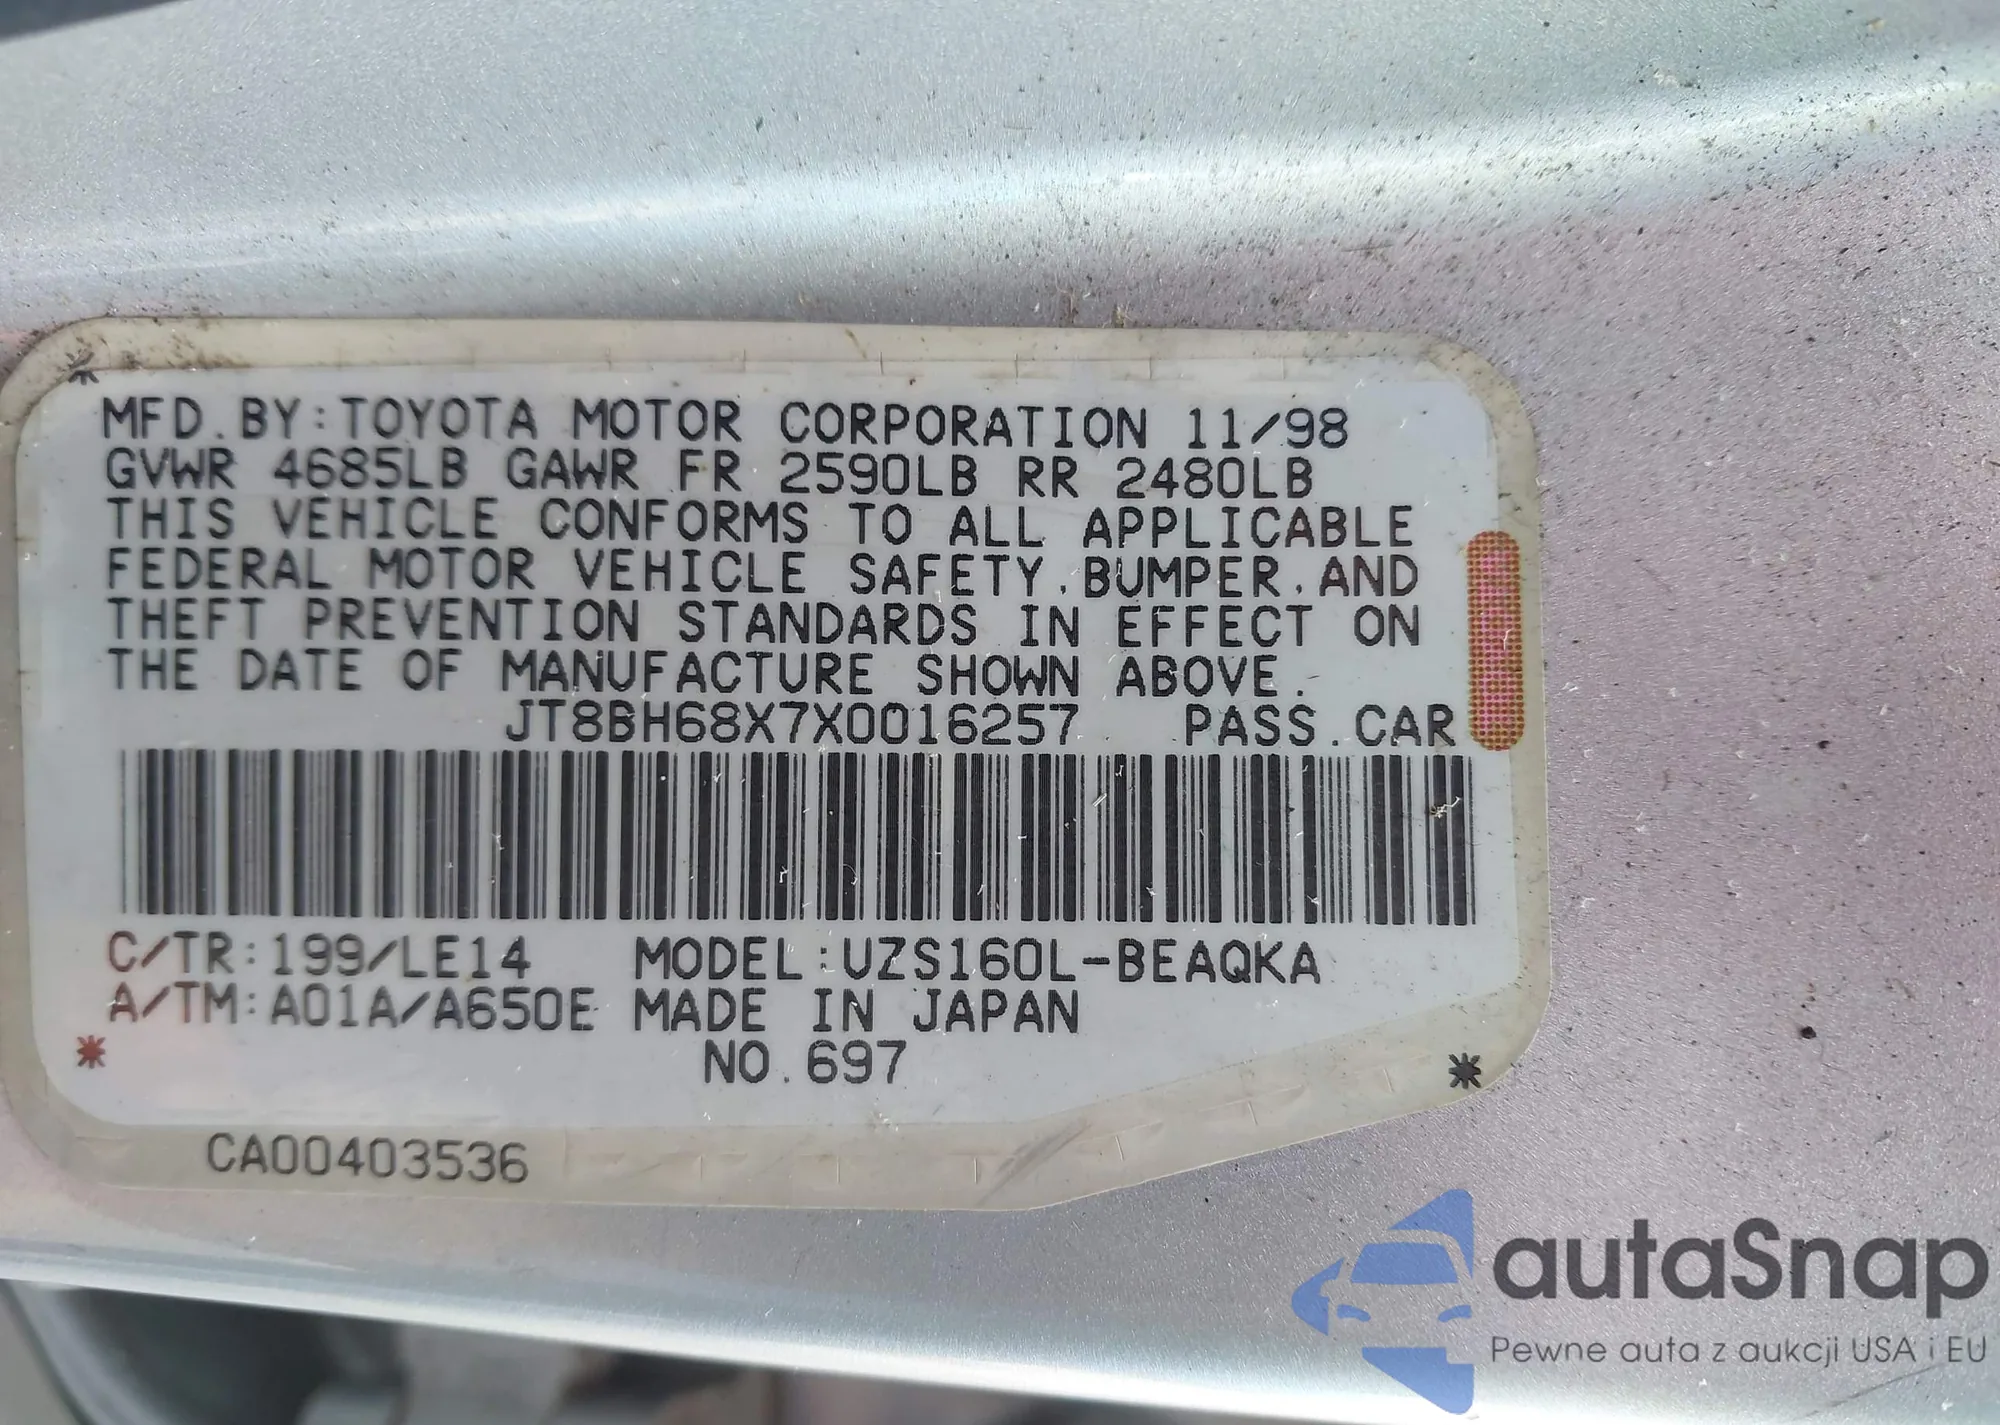 MFD.BY:TOYOTA MOTOR CORPORATION 11/98
GVWR 4685LB GAWR FR 2590LB RR 2480LB
THIS VEHICLE CONFORMS TO ALL APPLICABLE
FEDERAL MOTOR VEHICLE SAFETY,BUMPER,AND
THEFT PREVENTION STANDARDS IN EFFECT ON
THE DATE OF MANUFACTURE SHOWN ABOVE.
JT8BH68X7X0016257 PASS.CAR
C/TR:199/LE14 MODEL:UZS160L-BEAQKA
A/TM:A01A/A650E MADE IN JAPAN
NO.697
CA00403536
autaSnap
Pewne auta z aukcji USA i EU